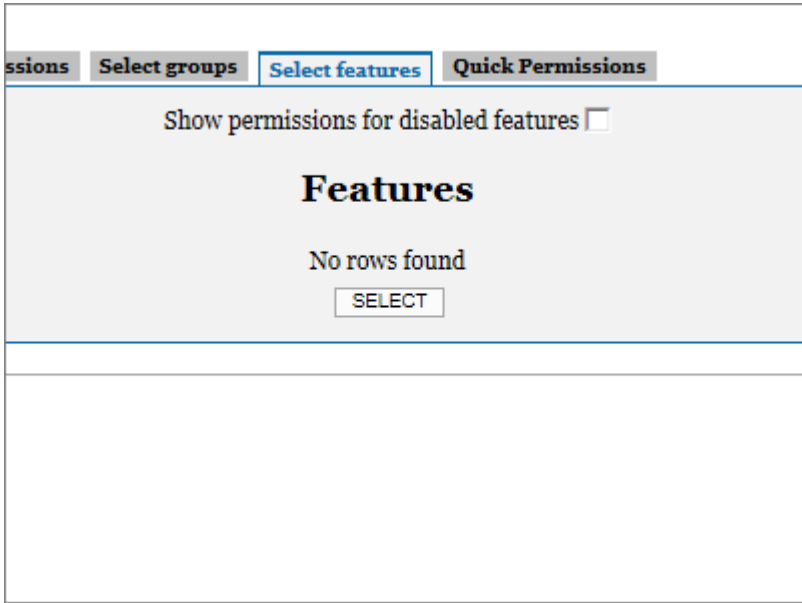 ssions Select groups Select features Quick Permissions
Show permissions for disabled features
Features
No rows found
SELECT